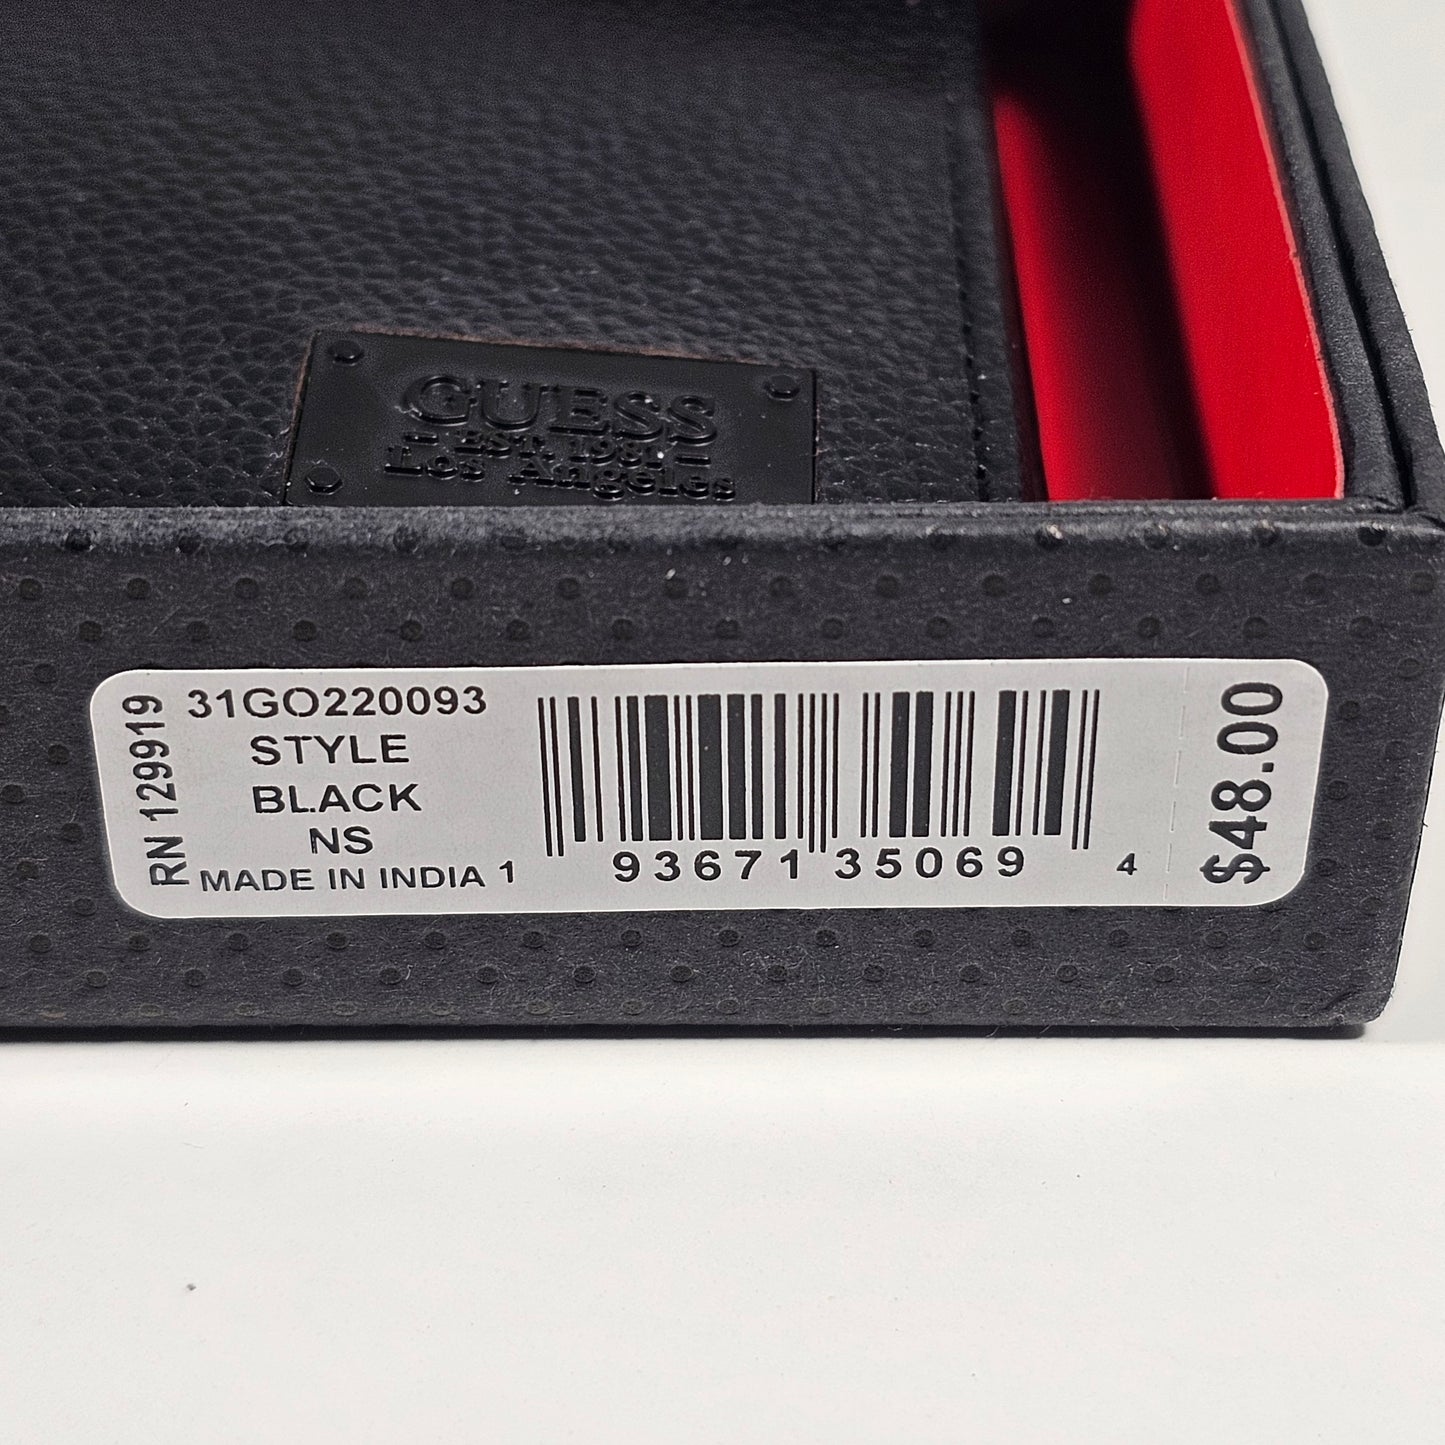 GUESS
- EST. 1981 -
Los Angeles
RN 129919
31GO220093
STYLE
BLACK
NS
MADE IN INDIA
1 93671 35069 4
$48.00